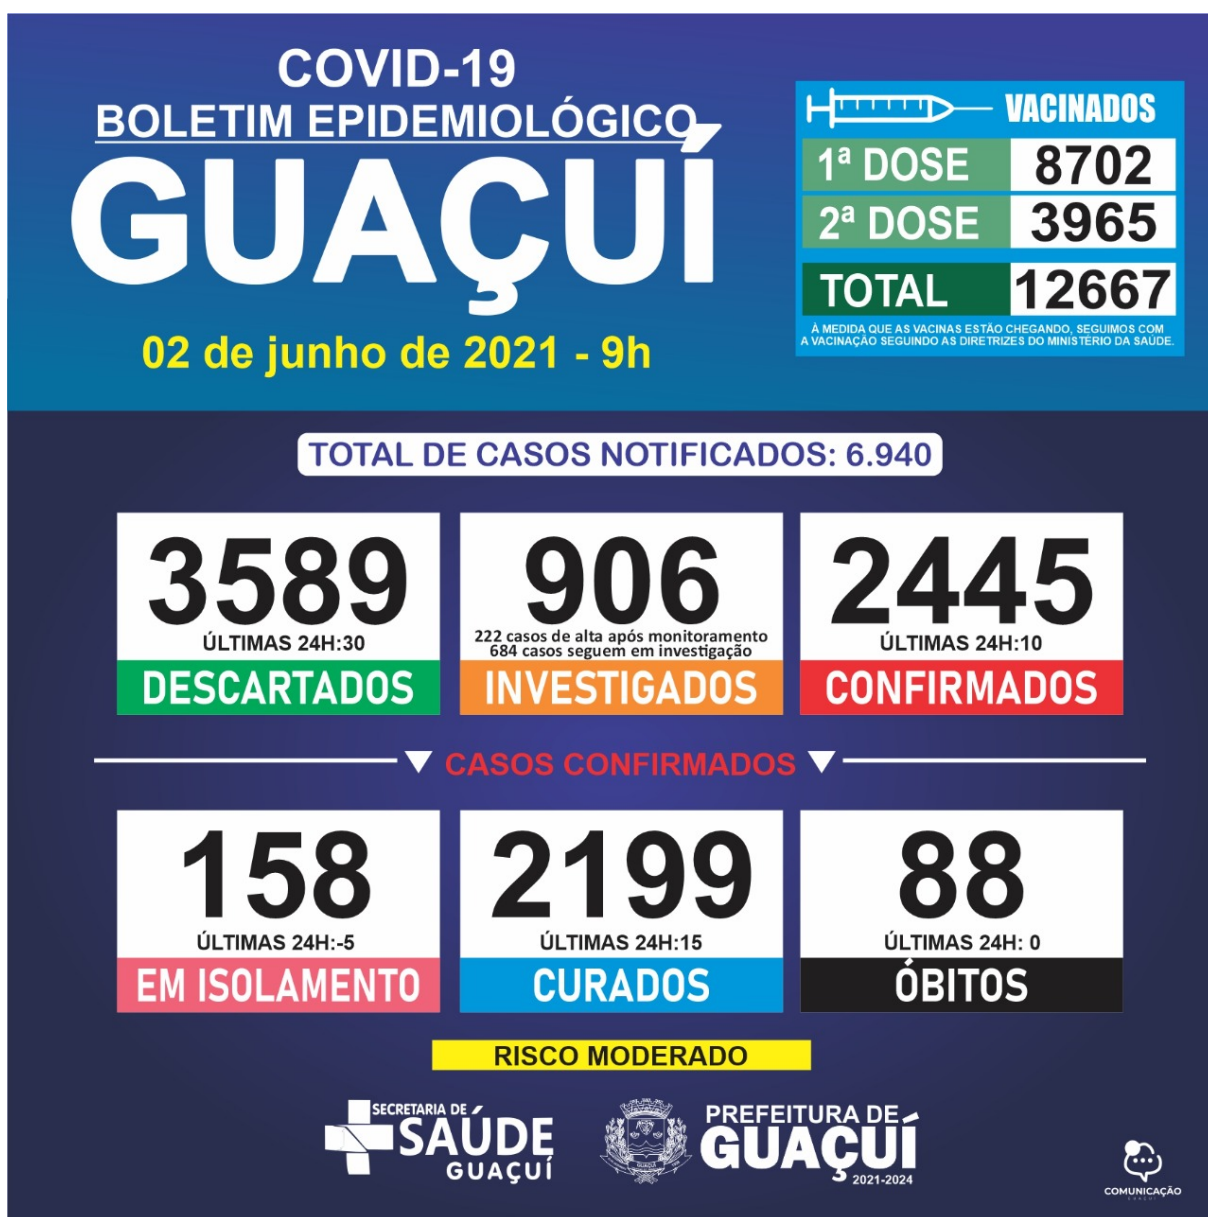 COVID-19
BOLETIM EPIDEMIOLÓGICO
GUAÇUÍ
02 de junho de 2021 - 9h
VACINADOS
1ª DOSE 8702
2ª DOSE 3965
TOTAL 12667
À MEDIDA QUE AS VACINAS ESTÃO CHEGANDO, SEGUIMOS COM
A VACINAÇÃO SEGUINDO AS DIRETRIZES DO MINISTÉRIO DA SAÚDE.
TOTAL DE CASOS NOTIFICADOS: 6.940
3589
ÚLTIMAS 24H:30
DESCARTADOS
906
222 casos de alta após monitoramento
684 casos seguem em investigação
INVESTIGADOS
2445
ÚLTIMAS 24H:10
CONFIRMADOS
CASOS CONFIRMADOS
158
ÚLTIMAS 24H:-5
EM ISOLAMENTO
2199
ÚLTIMAS 24H:15
CURADOS
88
ÚLTIMAS 24H: 0
ÓBITOS
RISCO MODERADO
SECRETARIA DE
SAÚDE
GUAÇUÍ
PREFEITURA DE
GUAÇUÍ
2021-2024
COMUNICAÇÃO